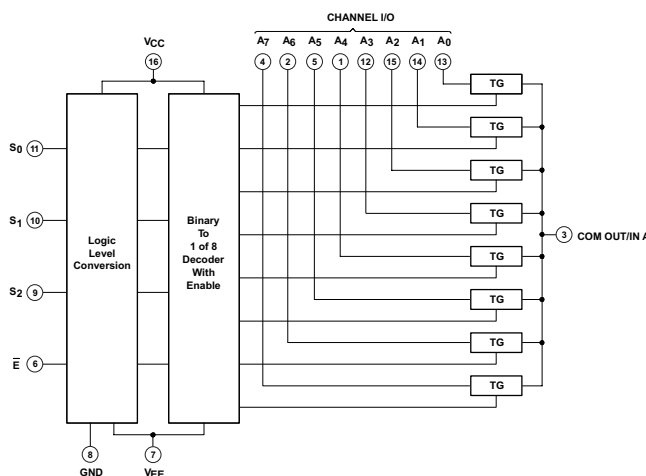 CHANNEL I/O
VCC
A7 A6 A5 A4 A3 A2 A1 A0
16
4 2 5 1 12 15 14 13
TG
TG
TG
TG
TG
TG
TG
TG
S0 11
S1 10
S2 9
E 6
Logic
Level
Conversion
Binary
To
1 of 8
Decoder
With
Enable
3 COM OUT/IN A
8
GND
7
VEE